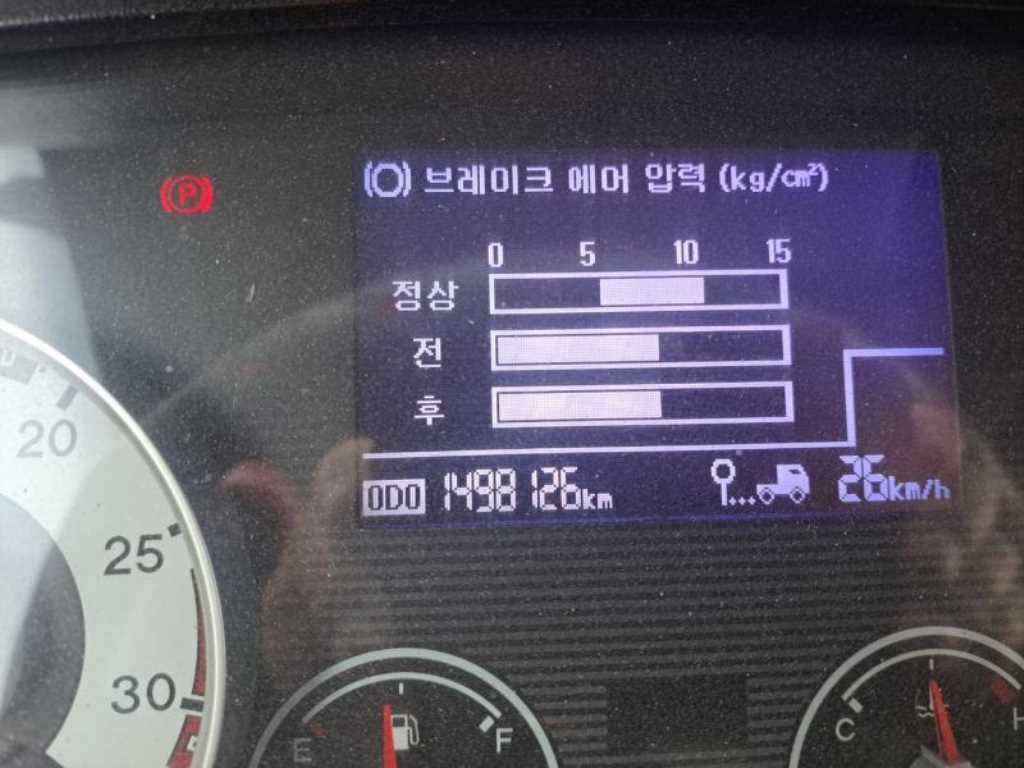 (P)
브레이크 에어 압력 (kg/cm²)
0 5 10 15
정상
전
후
ODO 1498126km
26km/h
20
25
30
E F
C H